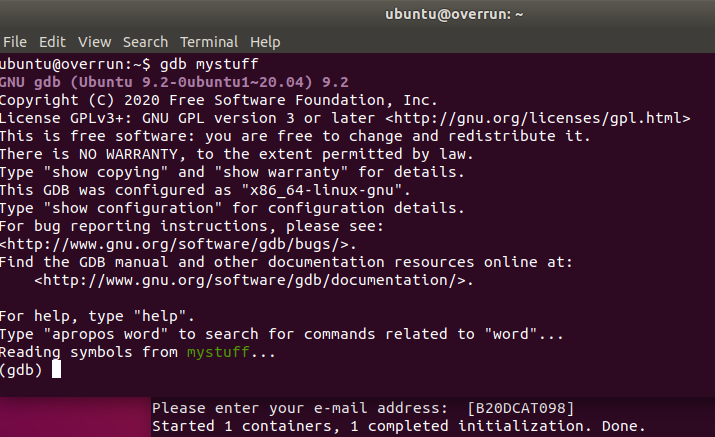 ubuntu@overrun: ~
File Edit View Search Terminal Help
ubuntu@overrun:~$ gdb mystuff
GNU gdb (Ubuntu 9.2-0ubuntu1~20.04) 9.2
Copyright (C) 2020 Free Software Foundation, Inc.
License GPLv3+: GNU GPL version 3 or later <http://gnu.org/licenses/gpl.html>
This is free software: you are free to change and redistribute it.
There is NO WARRANTY, to the extent permitted by law.
Type "show copying" and "show warranty" for details.
This GDB was configured as "x86_64-linux-gnu".
Type "show configuration" for configuration details.
For bug reporting instructions, please see:
<http://www.gnu.org/software/gdb/bugs/>.
Find the GDB manual and other documentation resources online at:
    <http://www.gnu.org/software/gdb/documentation/>.
For help, type "help".
Type "apropos word" to search for commands related to "word"...
Reading symbols from mystuff...
(gdb)
Please enter your e-mail address:  [B20DCAT098]
Started 1 containers, 1 completed initialization. Done.